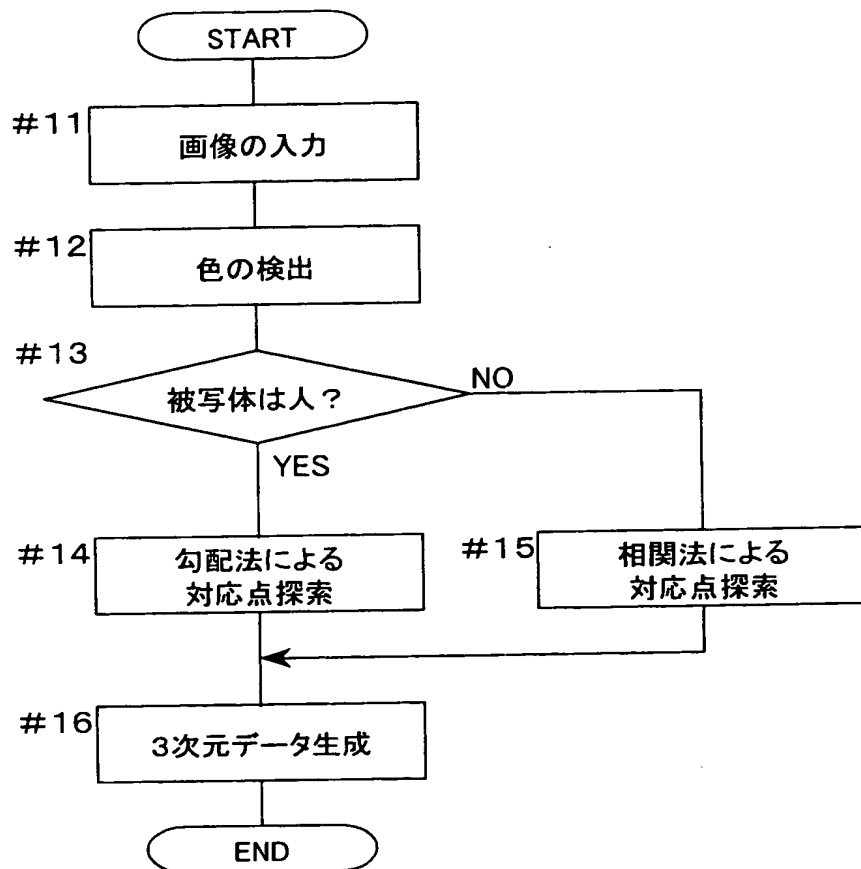 START
#11
画像の入力
#12
色の検出
#13
被写体は人?
NO
YES
#14
勾配法による
対応点探索
#15
相関法による
対応点探索
#16
3次元データ生成
END